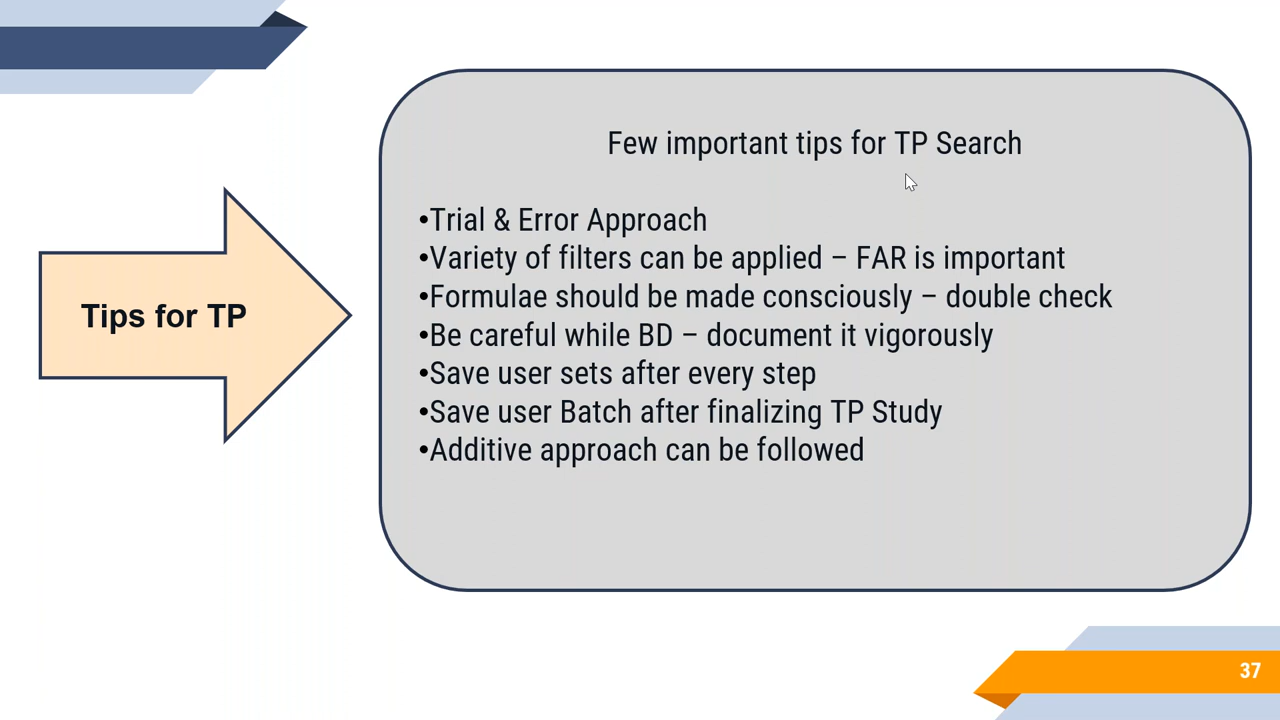 Few important tips for TP Search
•Trial & Error Approach
•Variety of filters can be applied – FAR is important
•Formulae should be made consciously – double check
•Be careful while BD – document it vigorously
•Save user sets after every step
•Save user Batch after finalizing TP Study
•Additive approach can be followed
Tips for TP
37